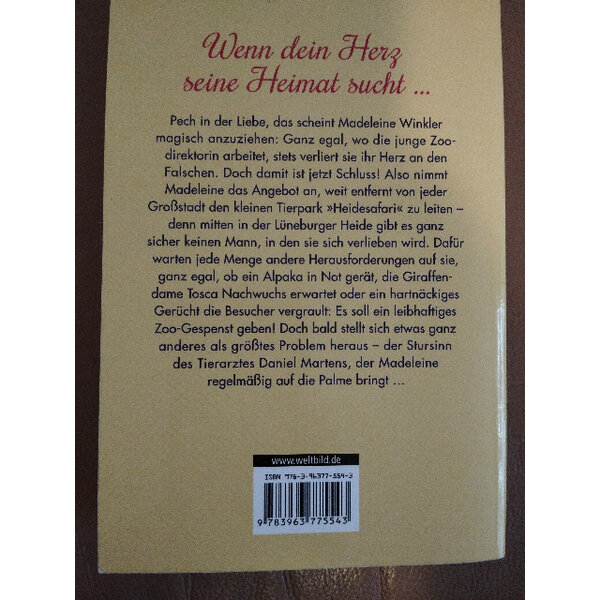 Wenn dein Herz
seine Heimat sucht ...
Pech in der Liebe, das scheint Madeleine Winkler
magisch anzuziehen: Ganz egal, wo die junge Zoo-
direktorin arbeitet, stets verliert sie ihr Herz an den
Falschen. Doch damit ist jetzt Schluss! Also nimmt
Madeleine das Angebot an, weit entfernt von jeder
Großstadt den kleinen Tierpark »Heidesafari« zu leiten –
denn mitten in der Lüneburger Heide gibt es ganz
sicher keinen Mann, in den sie sich verlieben wird. Dafür
warten jede Menge andere Herausforderungen auf sie,
ganz egal, ob ein Alpaka in Not gerät, die Giraffen-
dame Tosca Nachwuchs erwartet oder ein hartnäckiges
Gerücht die Besucher vergrault: Es soll ein leibhaftiges
Zoo-Gespenst geben! Doch bald stellt sich etwas ganz
anderes als größtes Problem heraus – der Stursinn
des Tierarztes Daniel Martens, der Madeleine
regelmäßig auf die Palme bringt ...
www.weltbild.de
ISBN 978-3-96377-554-3
9 783963 775543